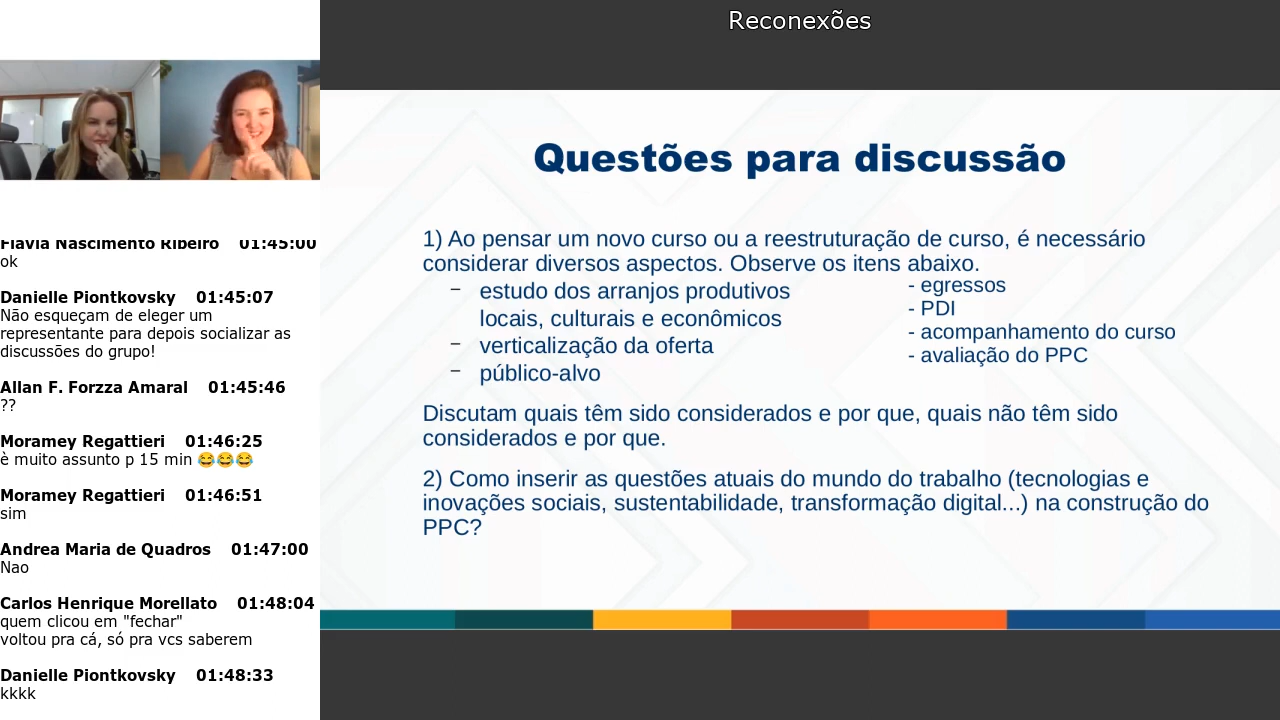 Reconexões
Flávia Nascimento Ribeiro 01:45:00
ok
Danielle Piontkovsky 01:45:07
Não esqueçam de eleger um
representante para depois socializar as
discussões do grupo!
Allan F. Forzza Amaral 01:45:46
??
Moramey Regattieri 01:46:25
è muito assunto p 15 min 😂😂😂
Moramey Regattieri 01:46:51
sim
Andrea Maria de Quadros 01:47:00
Nao
Carlos Henrique Morellato 01:48:04
quem clicou em "fechar"
voltou pra cá, só pra vcs saberem
Danielle Piontkovsky 01:48:33
kkkk
Questões para discussão
1) Ao pensar um novo curso ou a reestruturação de curso, é necessário
considerar diversos aspectos. Observe os itens abaixo.
– estudo dos arranjos produtivos
locais, culturais e econômicos
– verticalização da oferta
– público-alvo
- egressos
- PDI
- acompanhamento do curso
- avaliação do PPC
Discutam quais têm sido considerados e por que, quais não têm sido
considerados e por que.
2) Como inserir as questões atuais do mundo do trabalho (tecnologias e
inovações sociais, sustentabilidade, transformação digital...) na construção do
PPC?